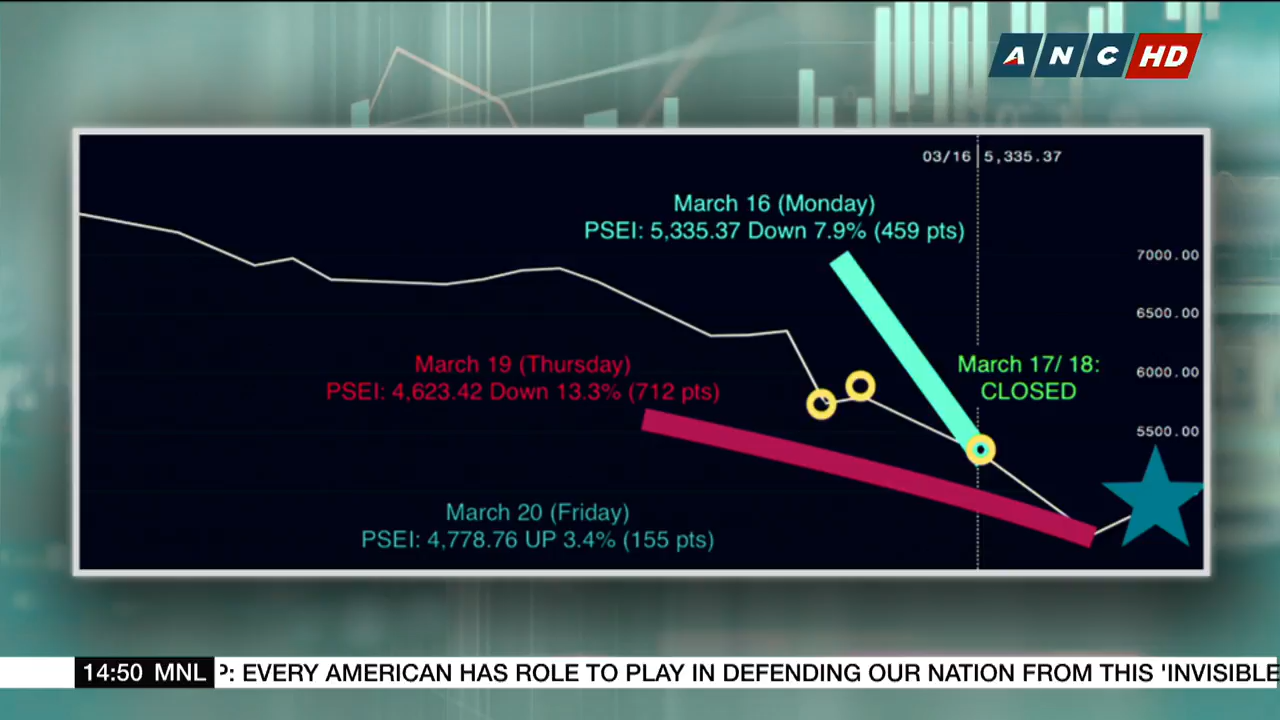 ANC HD
03/16 5,335.37
March 16 (Monday)
PSEI: 5,335.37 Down 7.9% (459 pts)
7000.00
6500.00
March 19 (Thursday)
PSEI: 4,623.42 Down 13.3% (712 pts)
March 17/ 18:
CLOSED
6000.00
5500.00
March 20 (Friday)
PSEI: 4,778.76 UP 3.4% (155 pts)
14:50 MNL P: EVERY AMERICAN HAS ROLE TO PLAY IN DEFENDING OUR NATION FROM THIS 'INVISIBLE